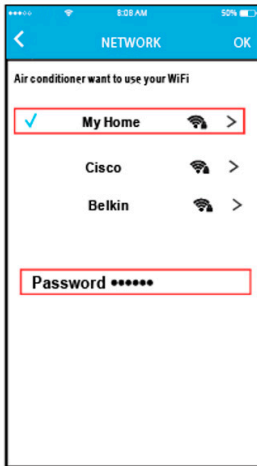 8:08 AM 50%
NETWORK OK
Air conditioner want to use your WiFi
My Home
Cisco
Belkin
Password ••••••